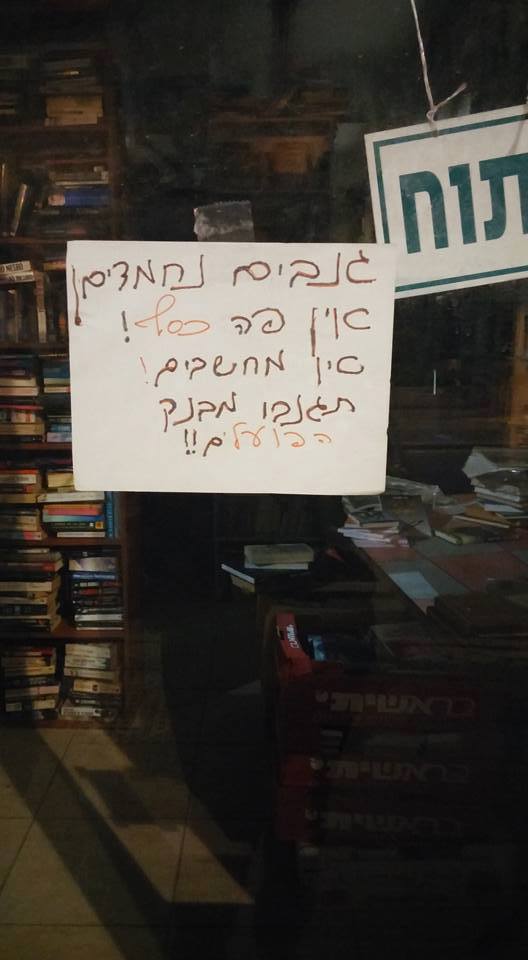 גנבים נחמדים,
אין פה כסף!
אין מחשבים!
תגנבו מבנק
הפועלים!!
תוח